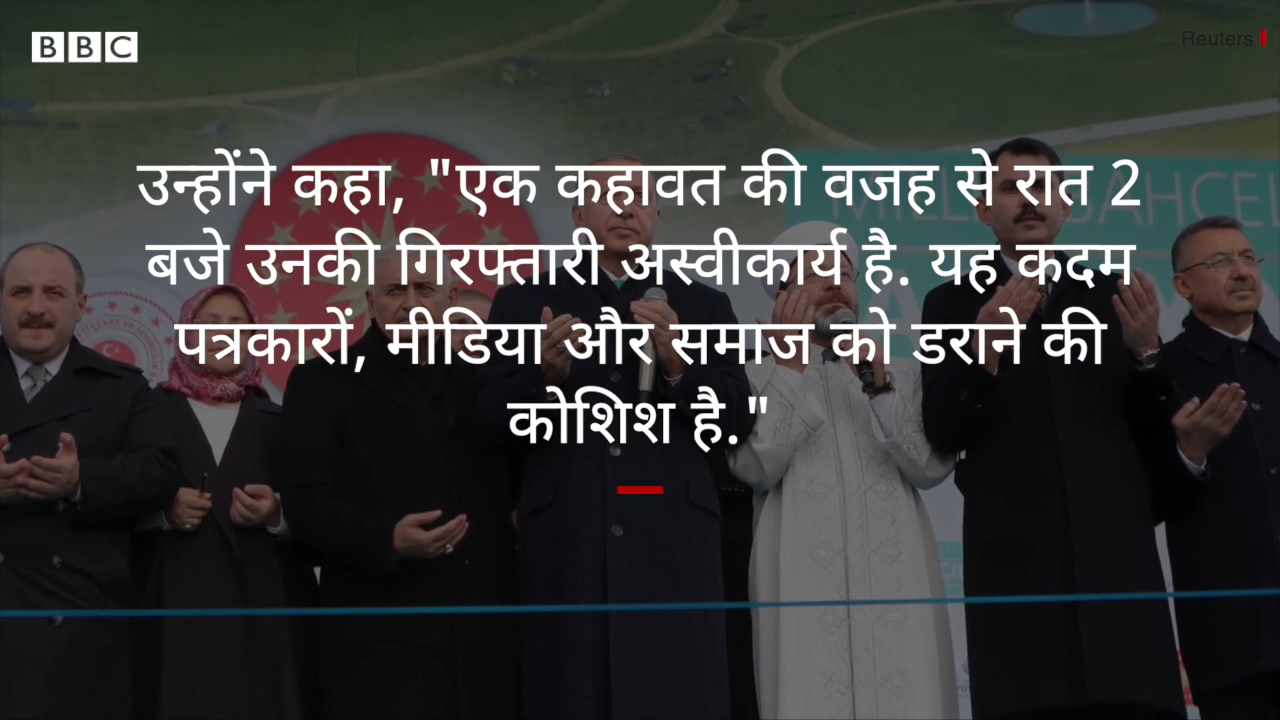 BBC
Reuters
उन्होंने कहा, "एक कहावत की वजह से रात 2
बजे उनकी गिरफ्तारी अस्वीकार्य है. यह कदम
पत्रकारों, मीडिया और समाज को डराने की
कोशिश है."